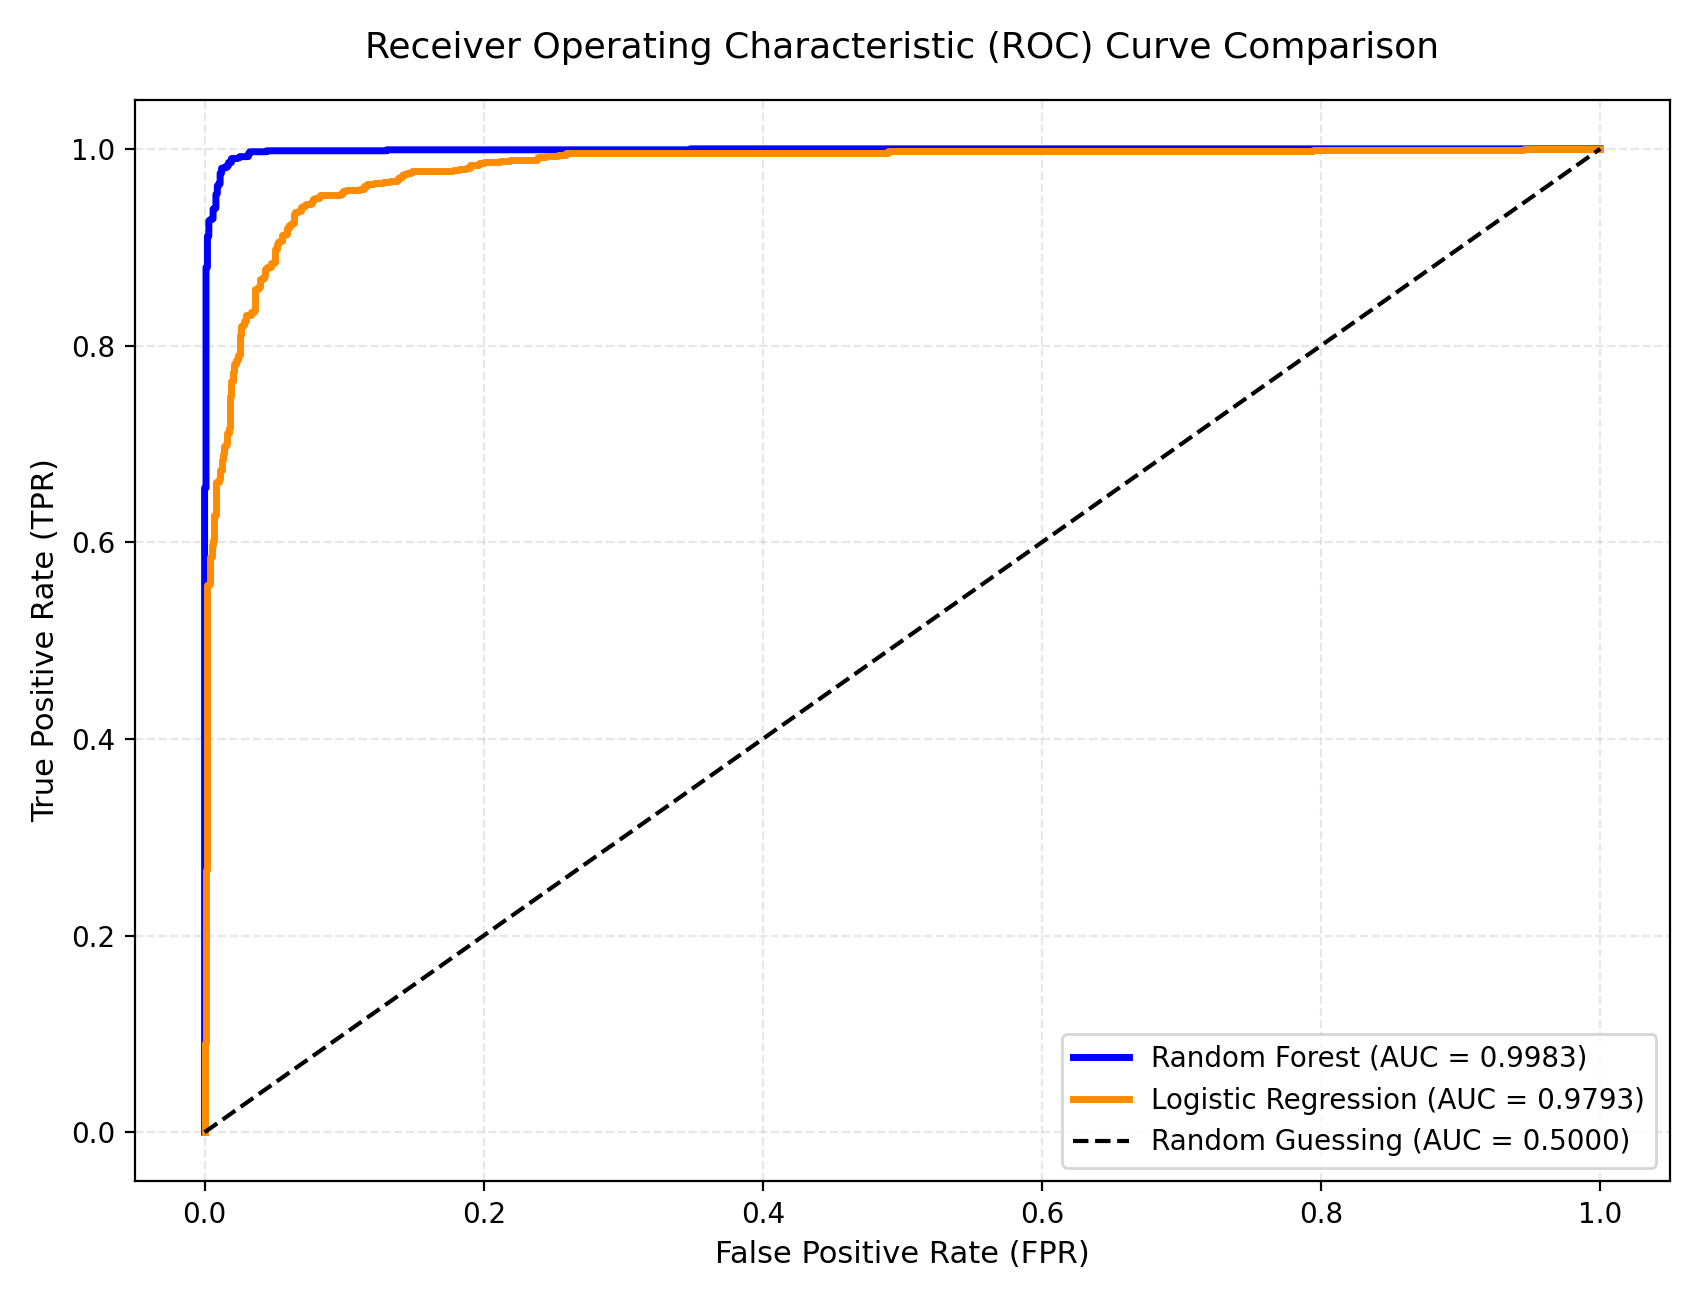 Receiver Operating Characteristic (ROC) Curve Comparison
True Positive Rate (TPR)
1.0
0.8
0.6
0.4
0.2
0.0
Random Forest (AUC = 0.9983)
Logistic Regression (AUC = 0.9793)
Random Guessing (AUC = 0.5000)
0.0 0.2 0.4 0.6 0.8 1.0
False Positive Rate (FPR)